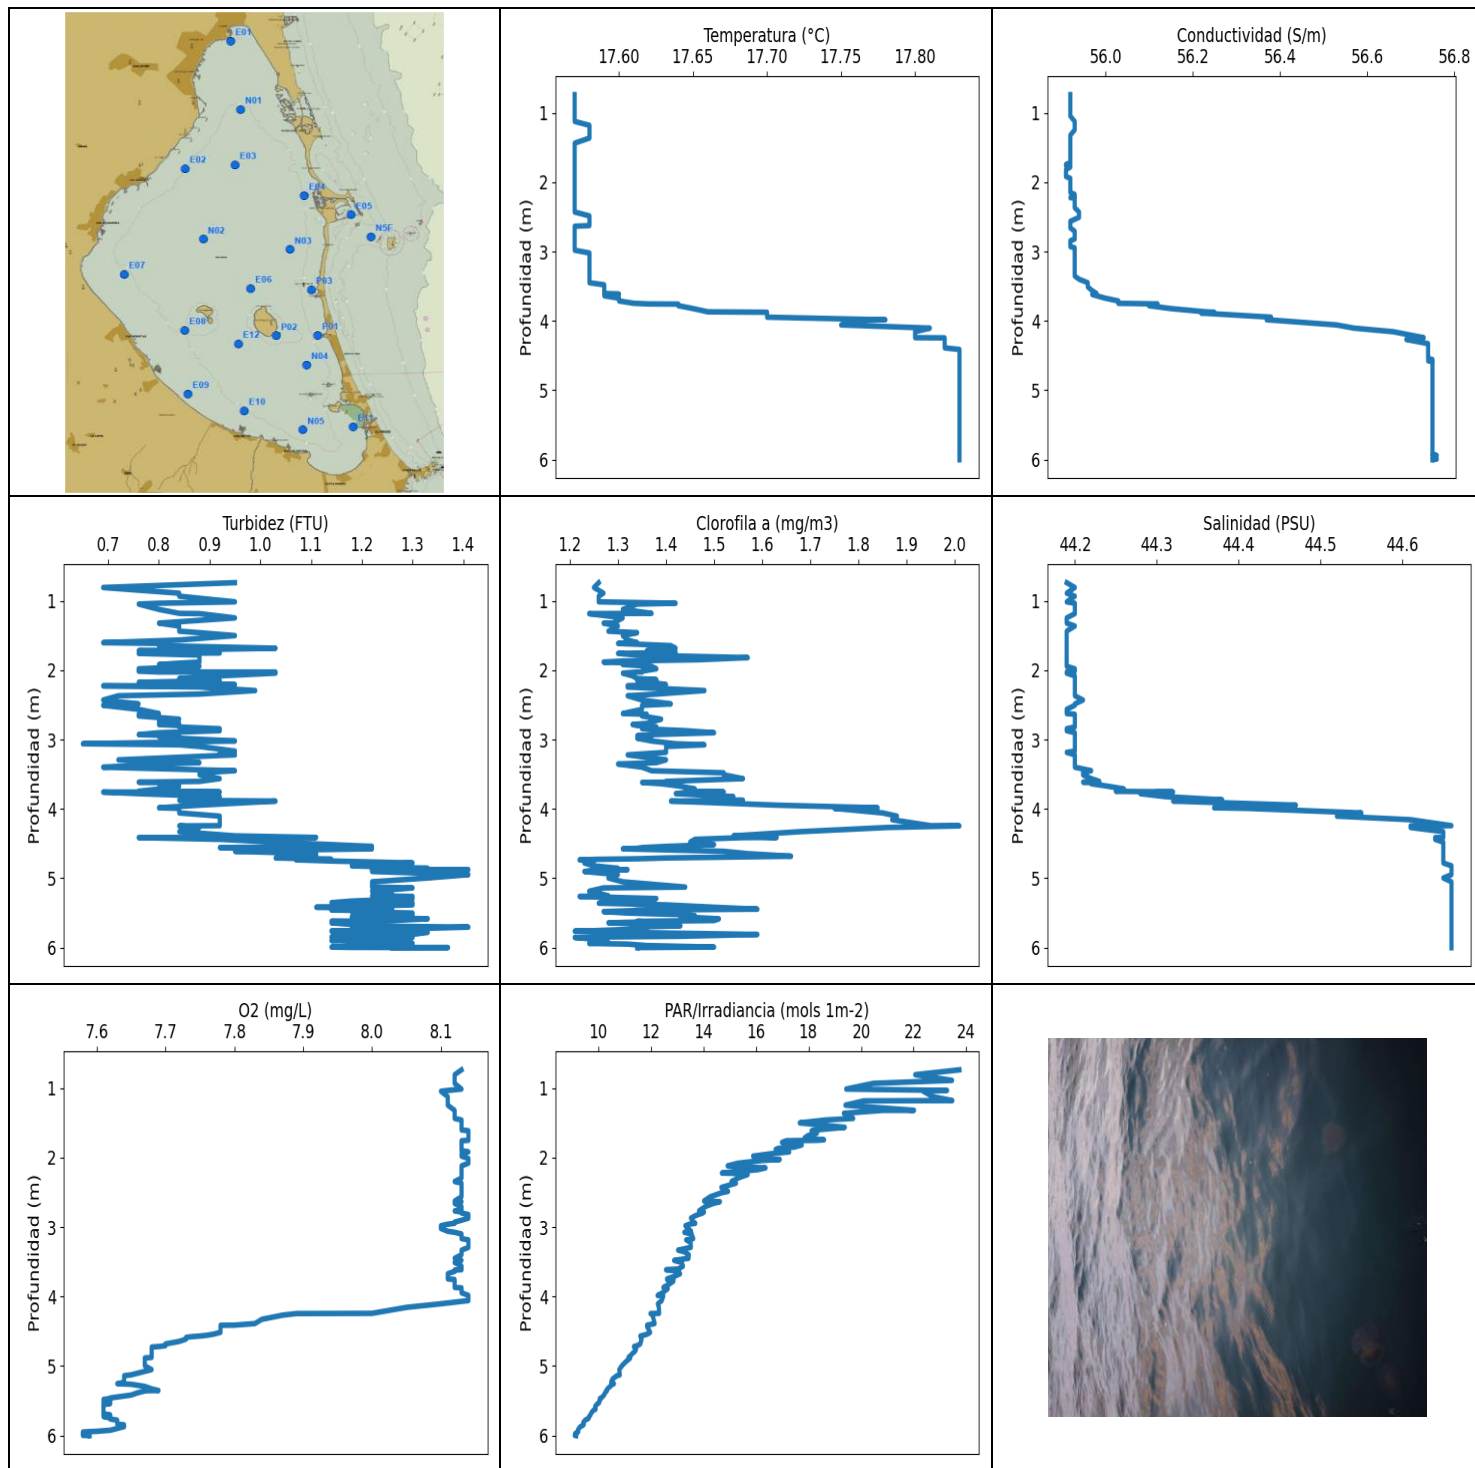 E01
N01
E02
E03
E04
E05
N5F
N02
N03
E07
E06
P03
E08
E12
P02
P01
N04
E09
E10
N05
E11
Temperatura (°C)
17.60 17.65 17.70 17.75 17.80
Profundidad (m)
1
2
3
4
5
6
Conductividad (S/m)
56.0 56.2 56.4 56.6 56.8
Profundidad (m)
1
2
3
4
5
6
Turbidez (FTU)
0.7 0.8 0.9 1.0 1.1 1.2 1.3 1.4
Profundidad (m)
1
2
3
4
5
6
Clorofila a (mg/m3)
1.2 1.3 1.4 1.5 1.6 1.7 1.8 1.9 2.0
Profundidad (m)
1
2
3
4
5
6
Salinidad (PSU)
44.2 44.3 44.4 44.5 44.6
Profundidad (m)
1
2
3
4
5
6
O2 (mg/L)
7.6 7.7 7.8 7.9 8.0 8.1
Profundidad (m)
1
2
3
4
5
6
PAR/Irradiancia (mols 1m-2)
10 12 14 16 18 20 22 24
Profundidad (m)
1
2
3
4
5
6